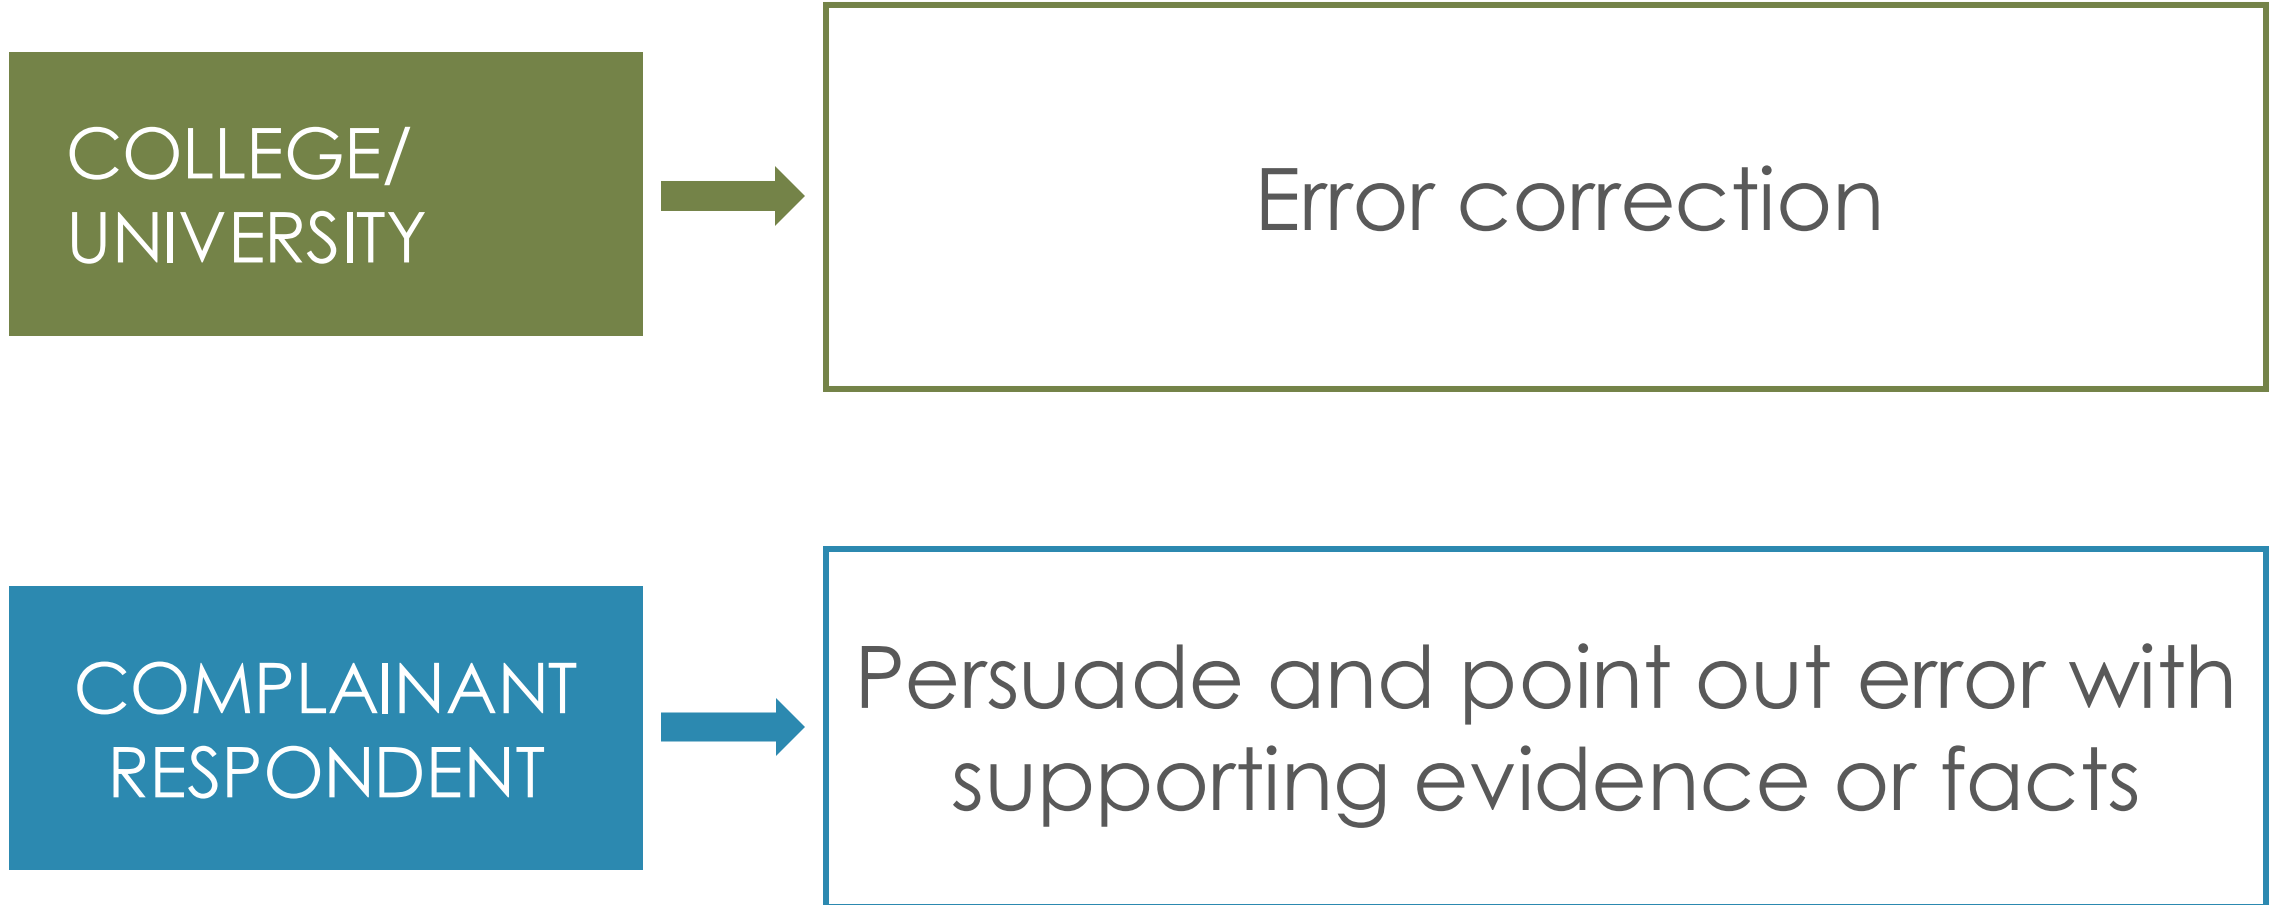 COLLEGE/
UNIVERSITY
Error correction
COMPLAINANT
RESPONDENT
Persuade and point out error with
supporting evidence or facts